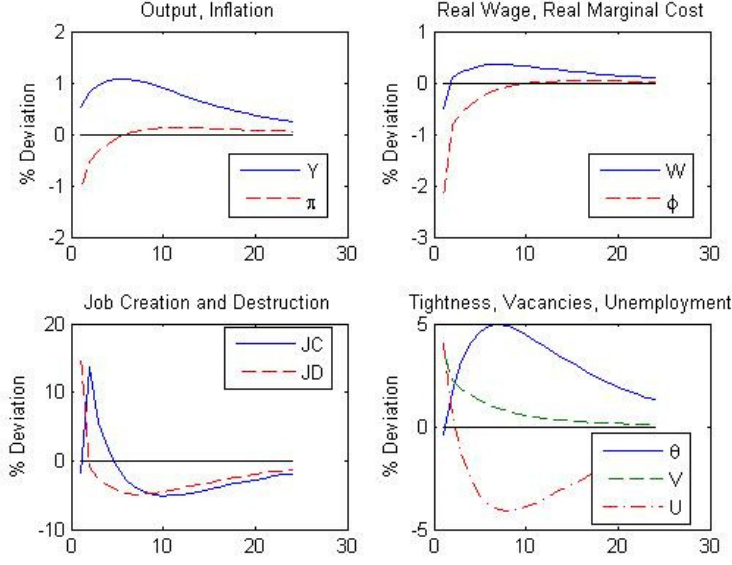 Output, Inflation
% Deviation
2
1
0
-1
-2
0
10
20
30
Y
π
Real Wage, Real Marginal Cost
% Deviation
1
0
-1
-2
-3
0
10
20
30
W
ϕ
Job Creation and Destruction
% Deviation
20
10
0
-10
0
10
20
30
JC
JD
Tightness, Vacancies, Unemployment
% Deviation
5
0
-5
0
10
20
30
θ
V
U